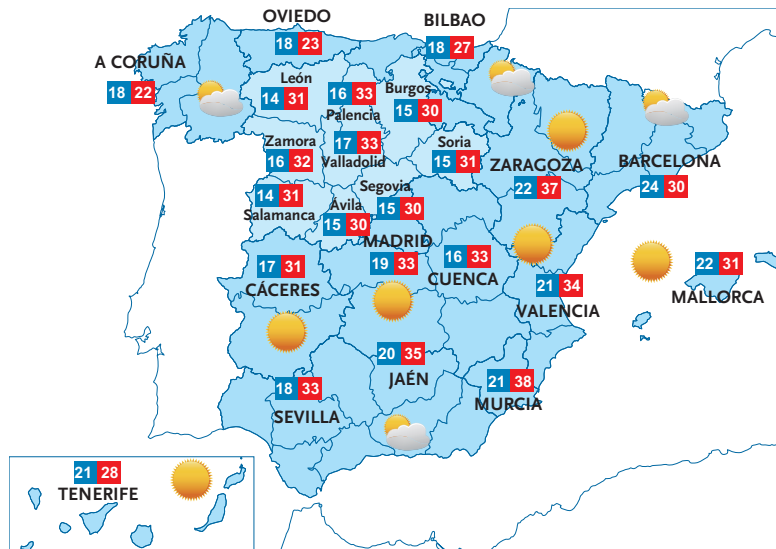 OVIEDO
18 23
BILBAO
18 27
A CORUÑA
18 22
León
14 31
16 33
Palencia
Burgos
15 30
Zamora
16 32
17 33
Valladolid
Soria
15 31
ZARAGOZA
22 37
BARCELONA
24 30
14 31
Salamanca
Ávila
15 30
Segovia
15 30
MADRID
19 33
16 33
CUENCA
17 31
CÁCERES
21 34
VALENCIA
22 31
MALLORCA
20 35
JAÉN
18 33
SEVILLA
21 38
MURCIA
21 28
TENERIFE